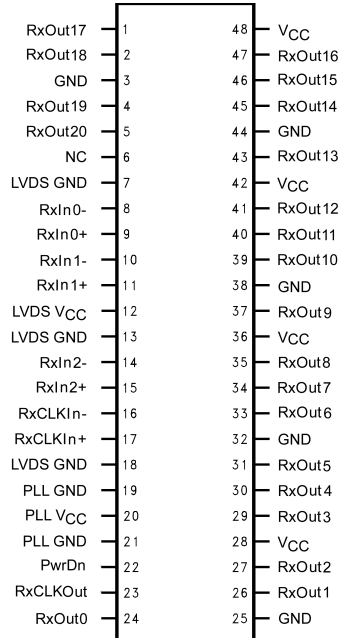 RxOut17 1 48 VCC
RxOut18 2 47 RxOut16
GND 3 46 RxOut15
RxOut19 4 45 RxOut14
RxOut20 5 44 GND
NC 6 43 RxOut13
LVDS GND 7 42 VCC
RxIn0- 8 41 RxOut12
RxIn0+ 9 40 RxOut11
RxIn1- 10 39 RxOut10
RxIn1+ 11 38 GND
LVDS VCC 12 37 RxOut9
LVDS GND 13 36 VCC
RxIn2- 14 35 RxOut8
RxIn2+ 15 34 RxOut7
RxCLKIn- 16 33 RxOut6
RxCLKIn+ 17 32 GND
LVDS GND 18 31 RxOut5
PLL GND 19 30 RxOut4
PLL VCC 20 29 RxOut3
PLL GND 21 28 VCC
PwrDn 22 27 RxOut2
RxCLKOut 23 26 RxOut1
RxOut0 24 25 GND